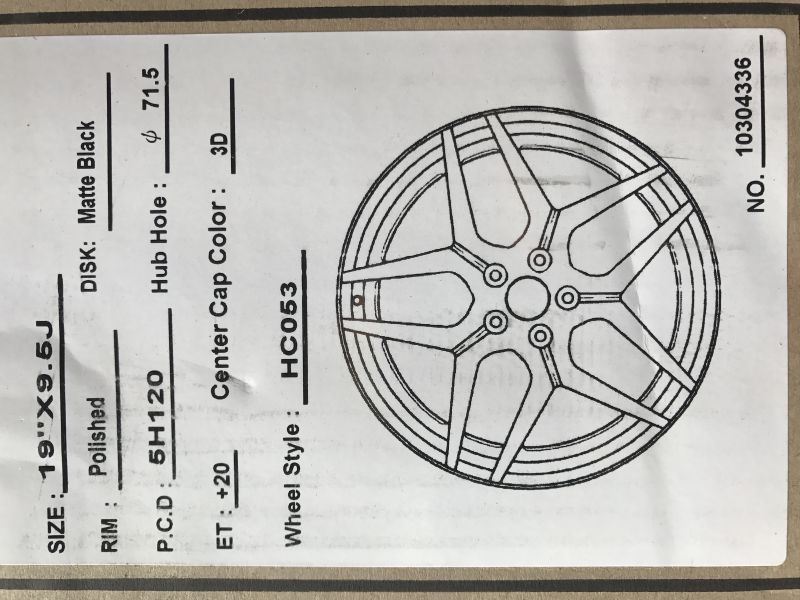 SIZE : 19"X9.5J
RIM : Polished DISK: Matte Black
P.C.D 5H120 Hub Hole : ϕ 71.5
ET : +20 Center Cap Color : 3D
Wheel Style : HC053
NO. 10304336